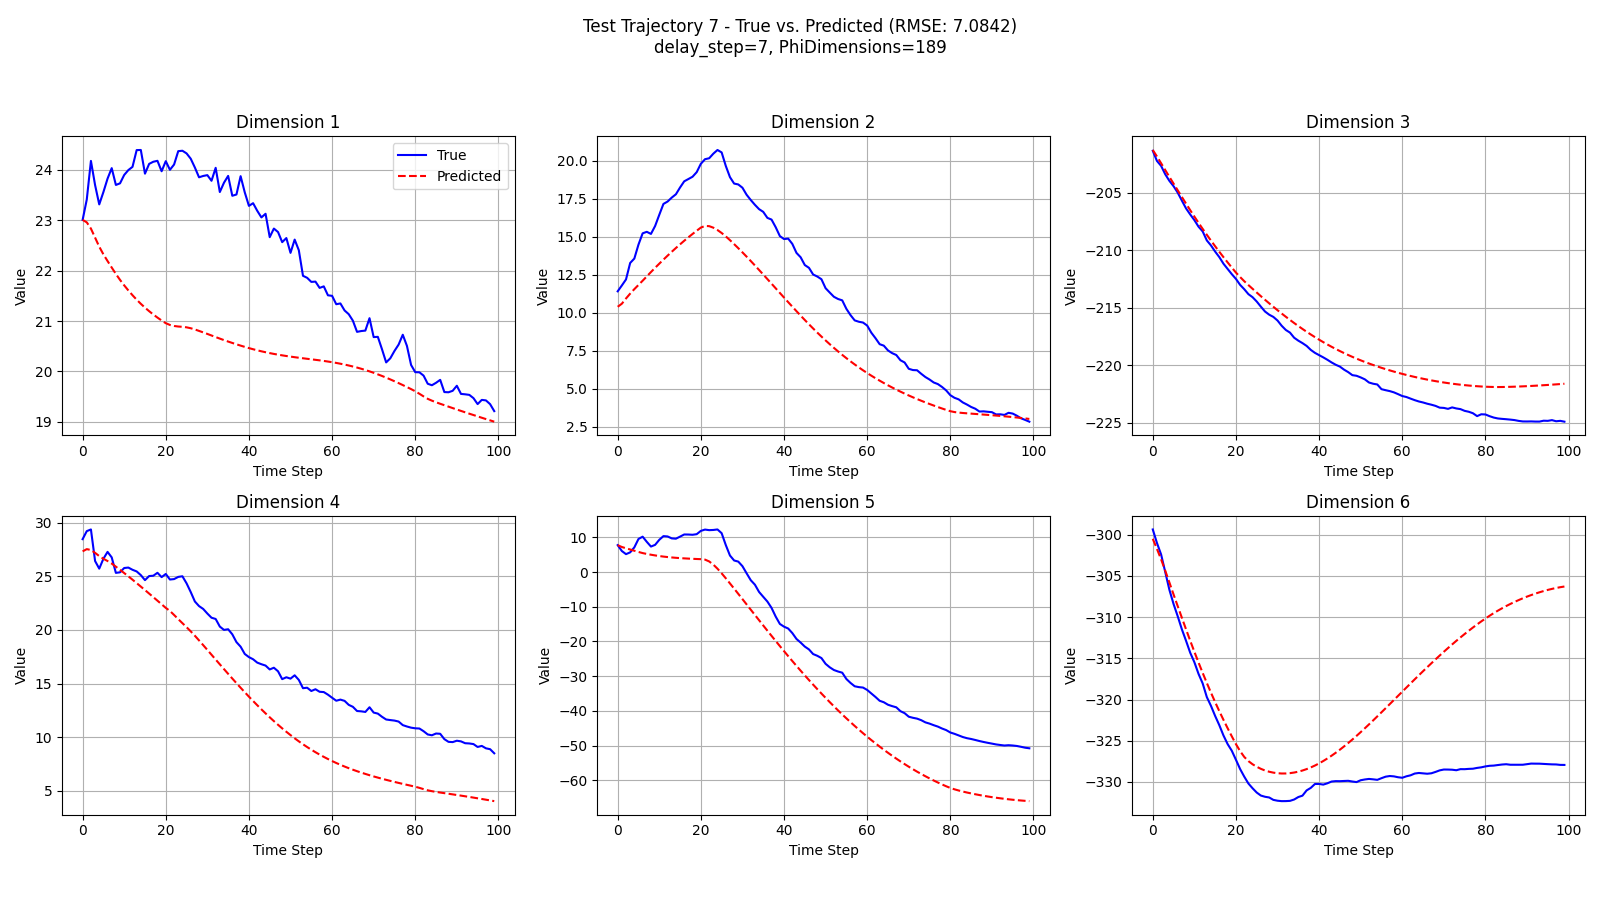 Test Trajectory 7 - True vs. Predicted (RMSE: 7.0842)
delay_step=7, PhiDimensions=189
Dimension 1
True
Predicted
24
23
22
21
20
19
Value
0 20 40 60 80 100
Time Step
Dimension 2
20.0
17.5
15.0
12.5
10.0
7.5
5.0
2.5
Value
0 20 40 60 80 100
Time Step
Dimension 3
−205
−210
−215
−220
−225
Value
0 20 40 60 80 100
Time Step
Dimension 4
30
25
20
15
10
5
Value
0 20 40 60 80 100
Time Step
Dimension 5
10
0
−10
−20
−30
−40
−50
−60
Value
0 20 40 60 80 100
Time Step
Dimension 6
−300
−305
−310
−315
−320
−325
−330
Value
0 20 40 60 80 100
Time Step